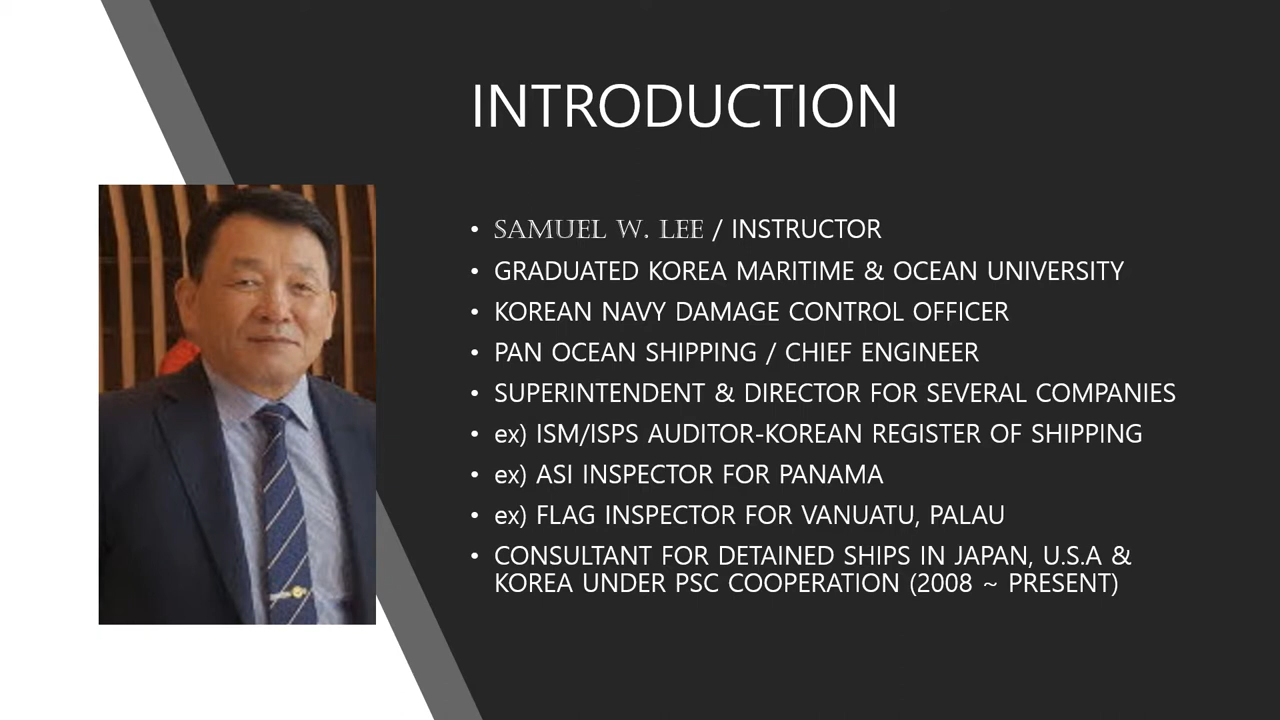 INTRODUCTION
• SAMUEL W. LEE / INSTRUCTOR
• GRADUATED KOREA MARITIME & OCEAN UNIVERSITY
• KOREAN NAVY DAMAGE CONTROL OFFICER
• PAN OCEAN SHIPPING / CHIEF ENGINEER
• SUPERINTENDENT & DIRECTOR FOR SEVERAL COMPANIES
• ex) ISM/ISPS AUDITOR-KOREAN REGISTER OF SHIPPING
• ex) ASI INSPECTOR FOR PANAMA
• ex) FLAG INSPECTOR FOR VANUATU, PALAU
• CONSULTANT FOR DETAINED SHIPS IN JAPAN, U.S.A &
KOREA UNDER PSC COOPERATION (2008 ~ PRESENT)